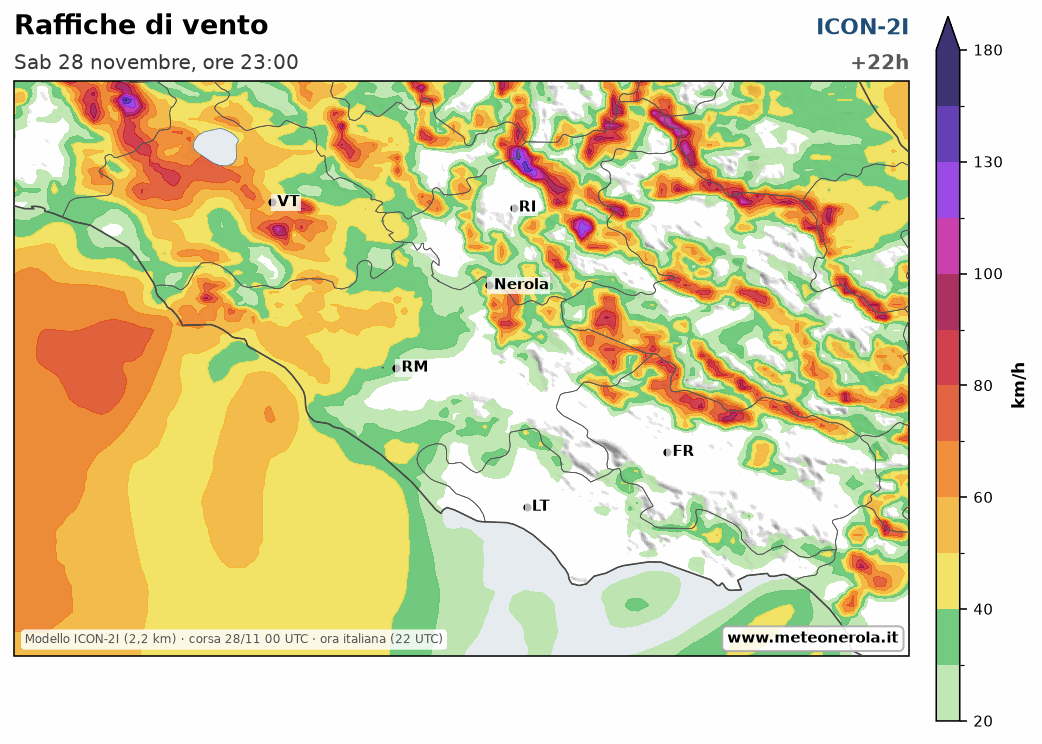 Raffiche di vento
ICON-2I
Sab 28 novembre, ore 23:00
+22h
180
130
100
80
60
40
20
km/h
VT
RI
Nerola
RM
FR
LT
Modello ICON-2I (2,2 km) · corsa 28/11 00 UTC · ora italiana (22 UTC)
www.meteonerola.it